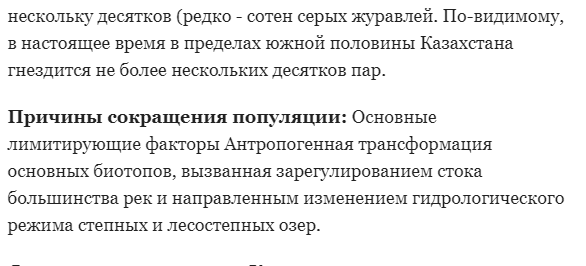 нескольку десятков (редко - сотен серых журавлей. По-видимому,
в настоящее время в пределах южной половины Казахстана
гнездится не более нескольких десятков пар.
Причины сокращения популяции: Основные
лимитирующие факторы Антропогенная трансформация
основных биотопов, вызванная зарегулированием стока
большинства рек и направленным изменением гидрологического
режима степных и лесостепных озер.